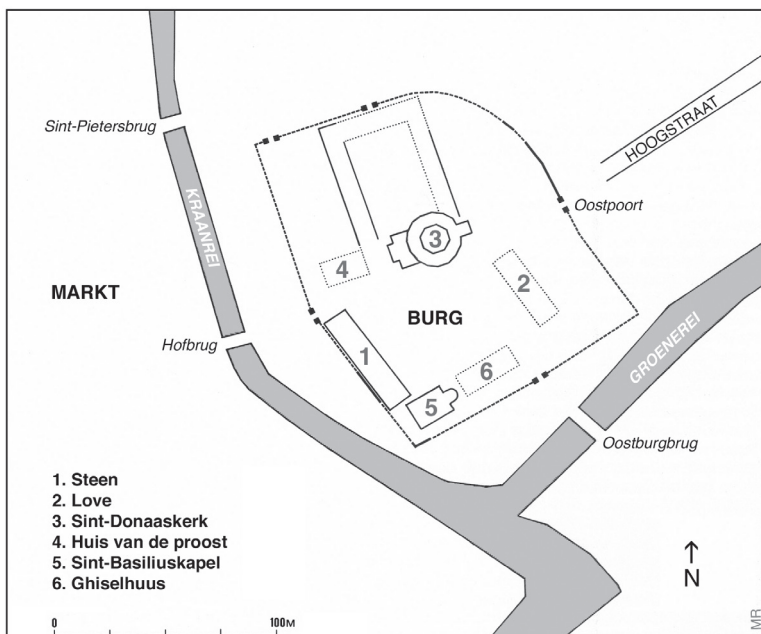 Sint-Pietersbrug
HOOGSTRAAT
KRAANREI
Oostpoort
3
4
2
MARKT
BURG
Hofbrug
1
6
5
GROENEREI
Oostburgbrug
1. Steen
2. Love
3. Sint-Donaaskerk
4. Huis van de proost
5. Sint-Basiliuskapel
6. Ghiselhuus
N
0
100M
MR